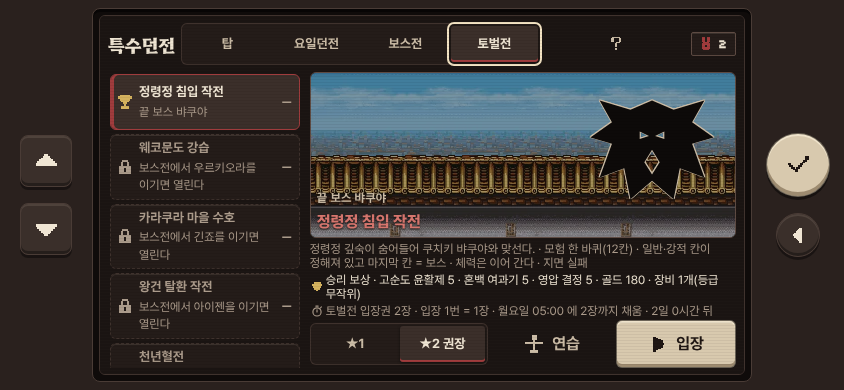 특수던전
탑
요일던전
보스전
토벌전
?
2
정령정 침입 작전
끝 보스 뱌쿠야
–
웨코문도 강습
보스전에서 우르키오라를
이기면 열린다
–
카라쿠라 마을 수호
보스전에서 긴죠를 이기면
열린다
–
왕건 탈환 작전
보스전에서 아이젠을 이기면
열린다
–
천년혈전
끝 보스 뱌쿠야
정령정 침입 작전
정령정 깊숙이 숨어들어 쿠치키 뱌쿠야와 맞선다. · 모험 한 바퀴(12칸) · 일반·강적 칸이
정해져 있고 마지막 칸 = 보스 · 체력은 이어 간다 · 지면 실패
승리 보상 · 고순도 윤활제 5 · 혼백 여과기 5 · 영압 결정 5 · 골드 180 · 장비 1개(등급
무작위)
토벌전 입장권 2장 · 입장 1번 = 1장 · 월요일 05:00 에 2장까지 채움 · 2일 0시간 뒤
★1
★2 권장
연습
입장